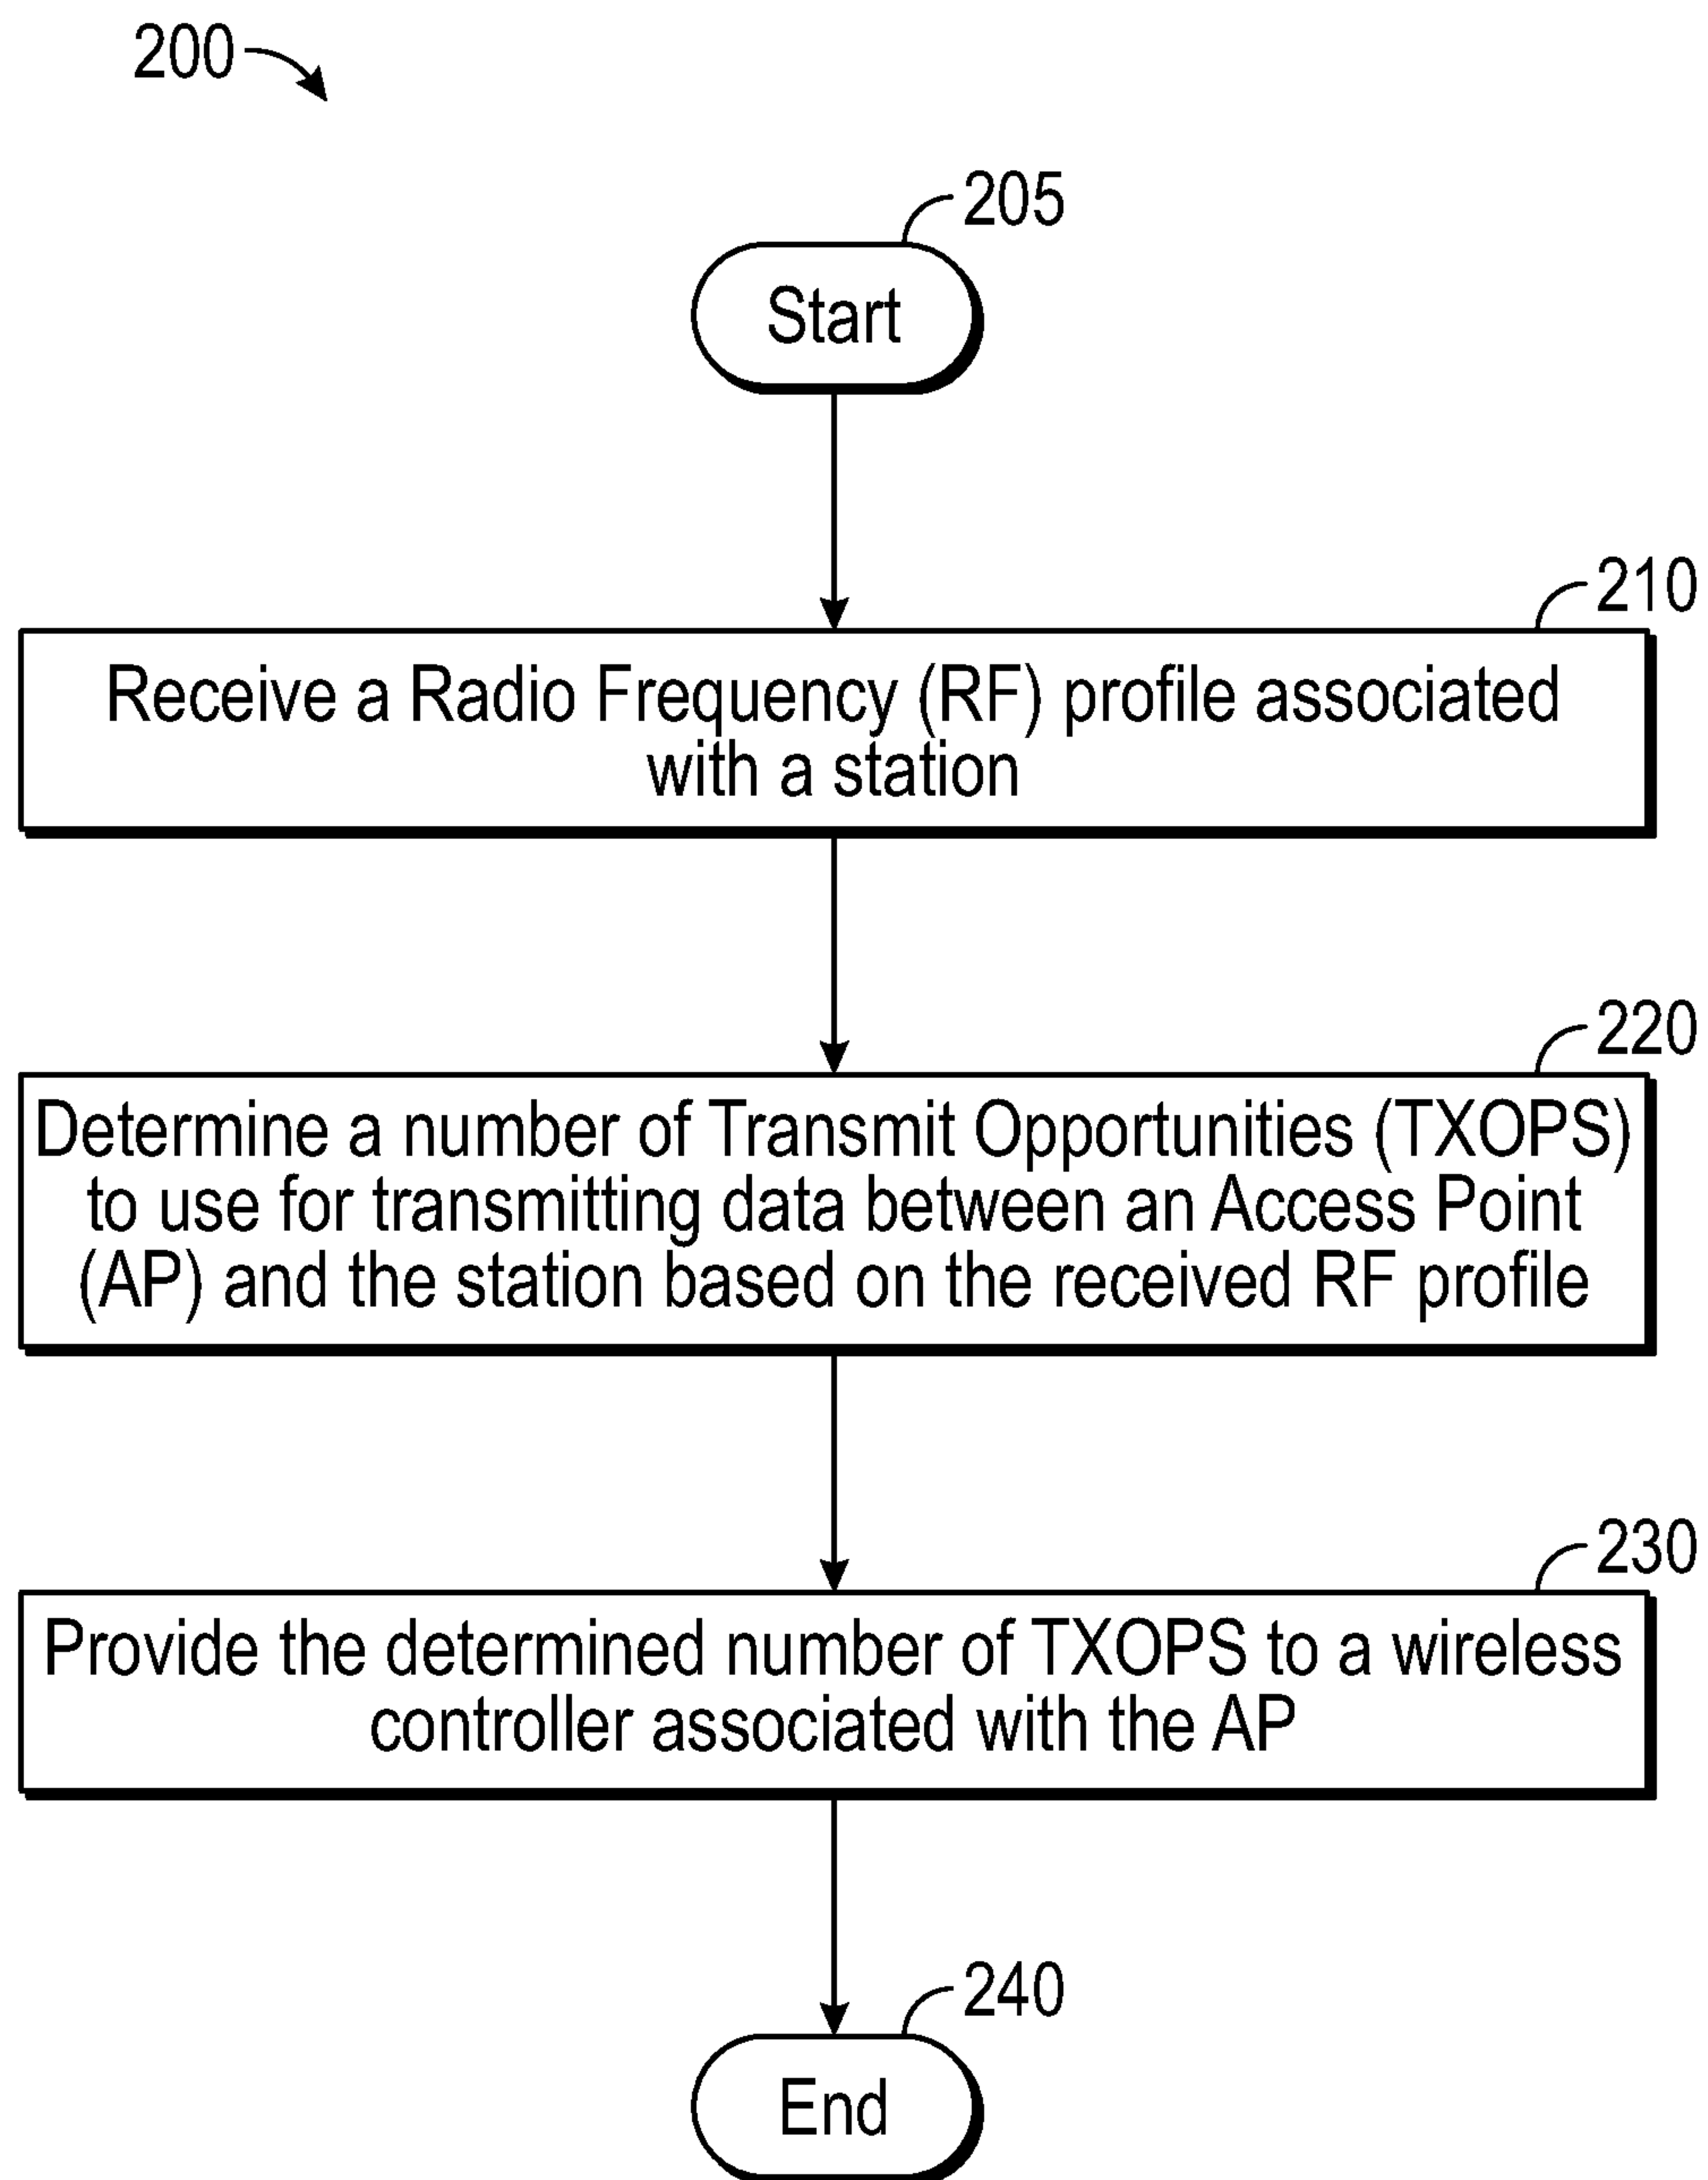 200
205
Start
210
Receive a Radio Frequency (RF) profile associated
with a station
220
Determine a number of Transmit Opportunities (TXOPS)
to use for transmitting data between an Access Point
(AP) and the station based on the received RF profile
230
Provide the determined number of TXOPS to a wireless
controller associated with the AP
240
End